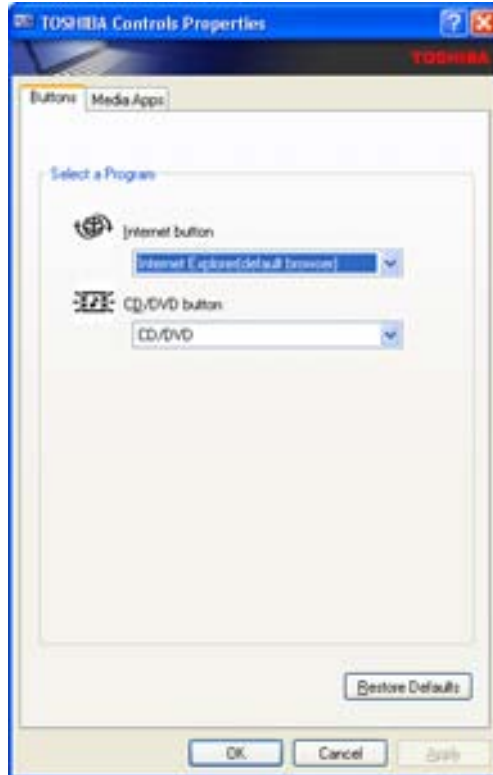 TOSHIBA Controls Properties
TOSHIBA
Buttons Media Apps
Select a Program
Internet button
Internet Explorer(default browser)
CD/DVD button
CD/DVD
Restore Defaults
OK Cancel Apply